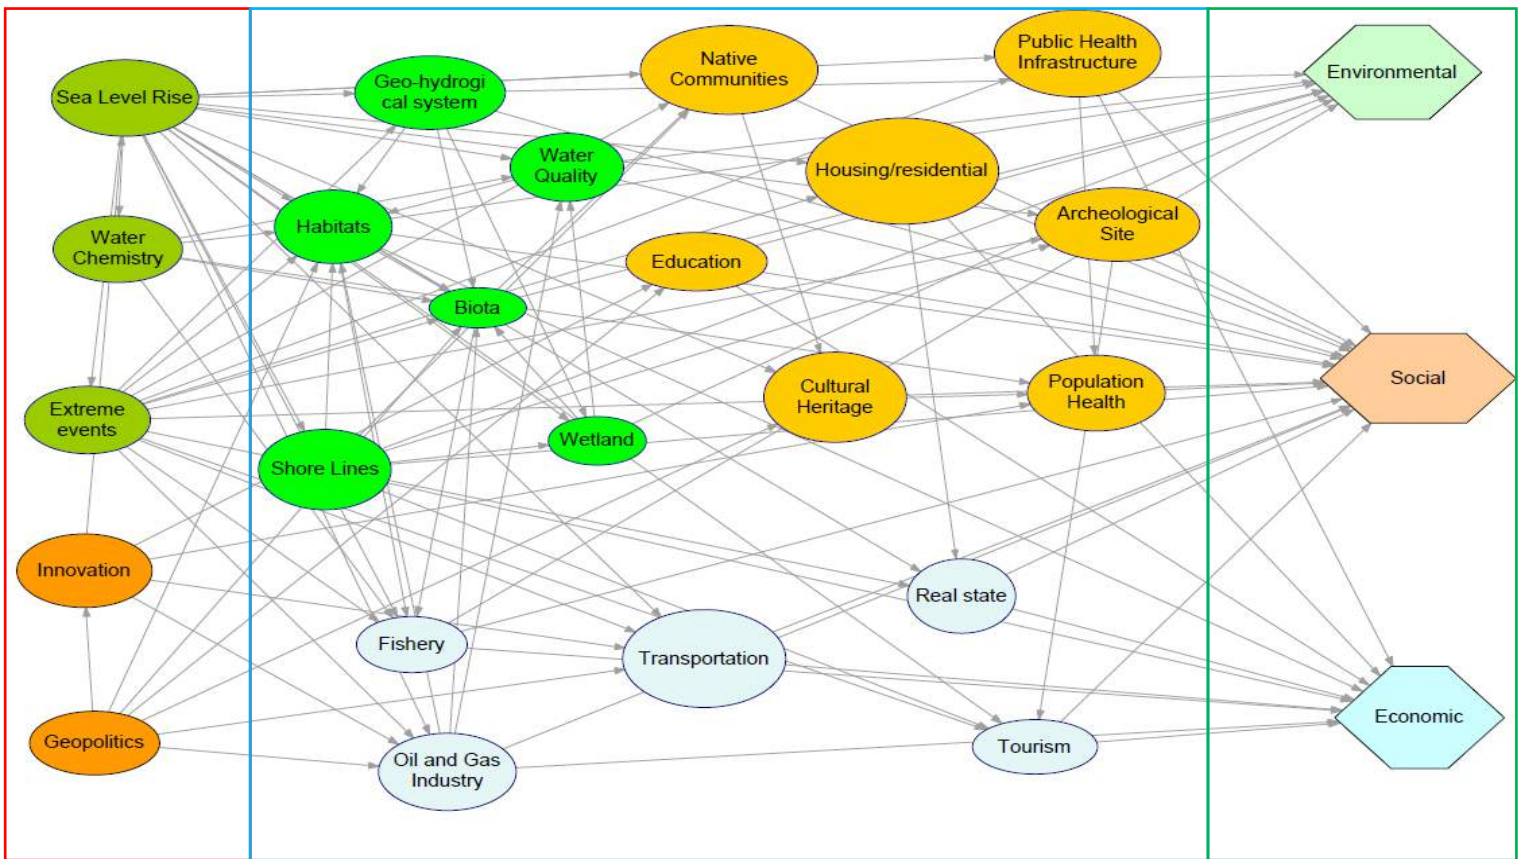 Sea Level Rise
Water
Chemistry
Extreme
events
Innovation
Geopolitics
Geo-hydrogi
cal system
Water
Quality
Habitats
Biota
Wetland
Shore Lines
Native
Communities
Public Health
Infrastructure
Housing/residential
Archeological
Site
Education
Cultural
Heritage
Population
Health
Fishery
Transportation
Real state
Tourism
Oil and Gas
Industry
Environmental
Social
Economic